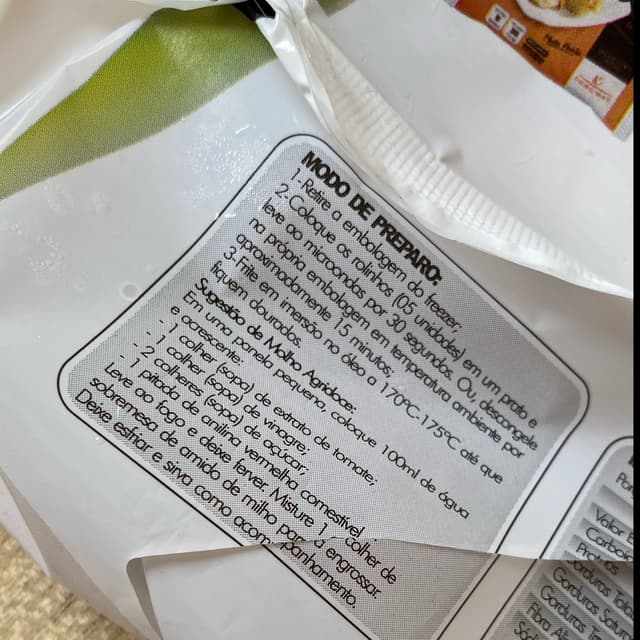 MODO DE PREPARO:
1 Retire a embalagem do freezer;
2-Coloque os rolinhos (05 unidades) em um prato e
leve ao microondas por 30 segundos. Ou, descongele
na própria embalagem em temperatura ambiente por
aproximadamente 15 minutos;
3-Frite em imersão no óleo a 170°C 175°C até que
fiquem dourados.
Sugestão de Molho Agridoce:
Em uma panela pequena, coloque 100ml de água
e acrescente:
- 1 colher (sopa) de extrato de tomate;
- 1 colher (sopa) de vinagre;
- 2 colheres (sopa) de açúcar;
- 1 pitada de anilina vermelha comestível
Leve ao fogo e deixe ferver. Misture 1 colher de
sobremesa de amido de milho para engrossar.
Deixe esfriar e sirva como acompanhamento.
Valor
Carbo
Prote
Gorduras
Gorduras
Gorduras
Fibra